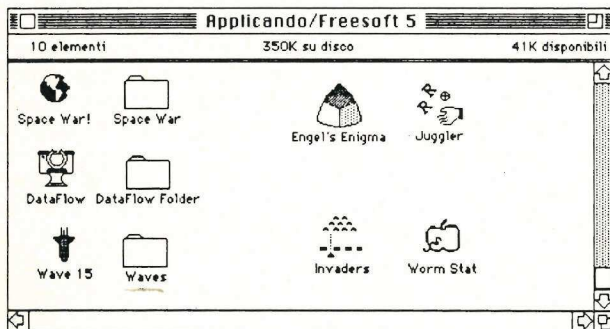 Applicando/Freesoft 5
10 elementi 350K su disco 41K disponibili
Space War! Space War Engel's Enigma Juggler
DataFlow DataFlow Folder
Wave 15 Waves Invaders Worm Stat